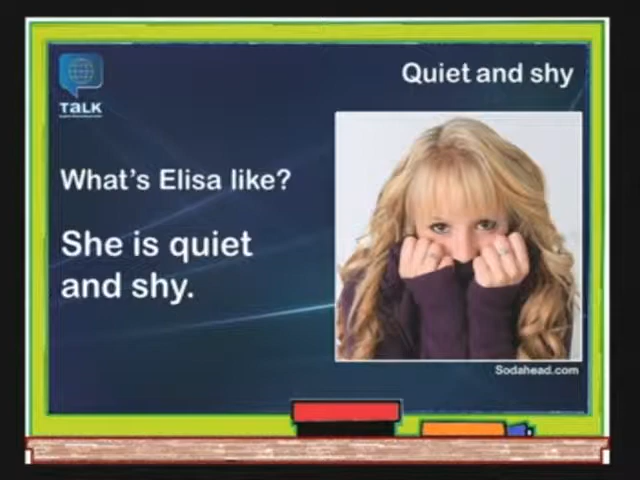 Quiet and shy
TaLK
What's Elisa like?
She is quiet
and shy.
Sodahead.com